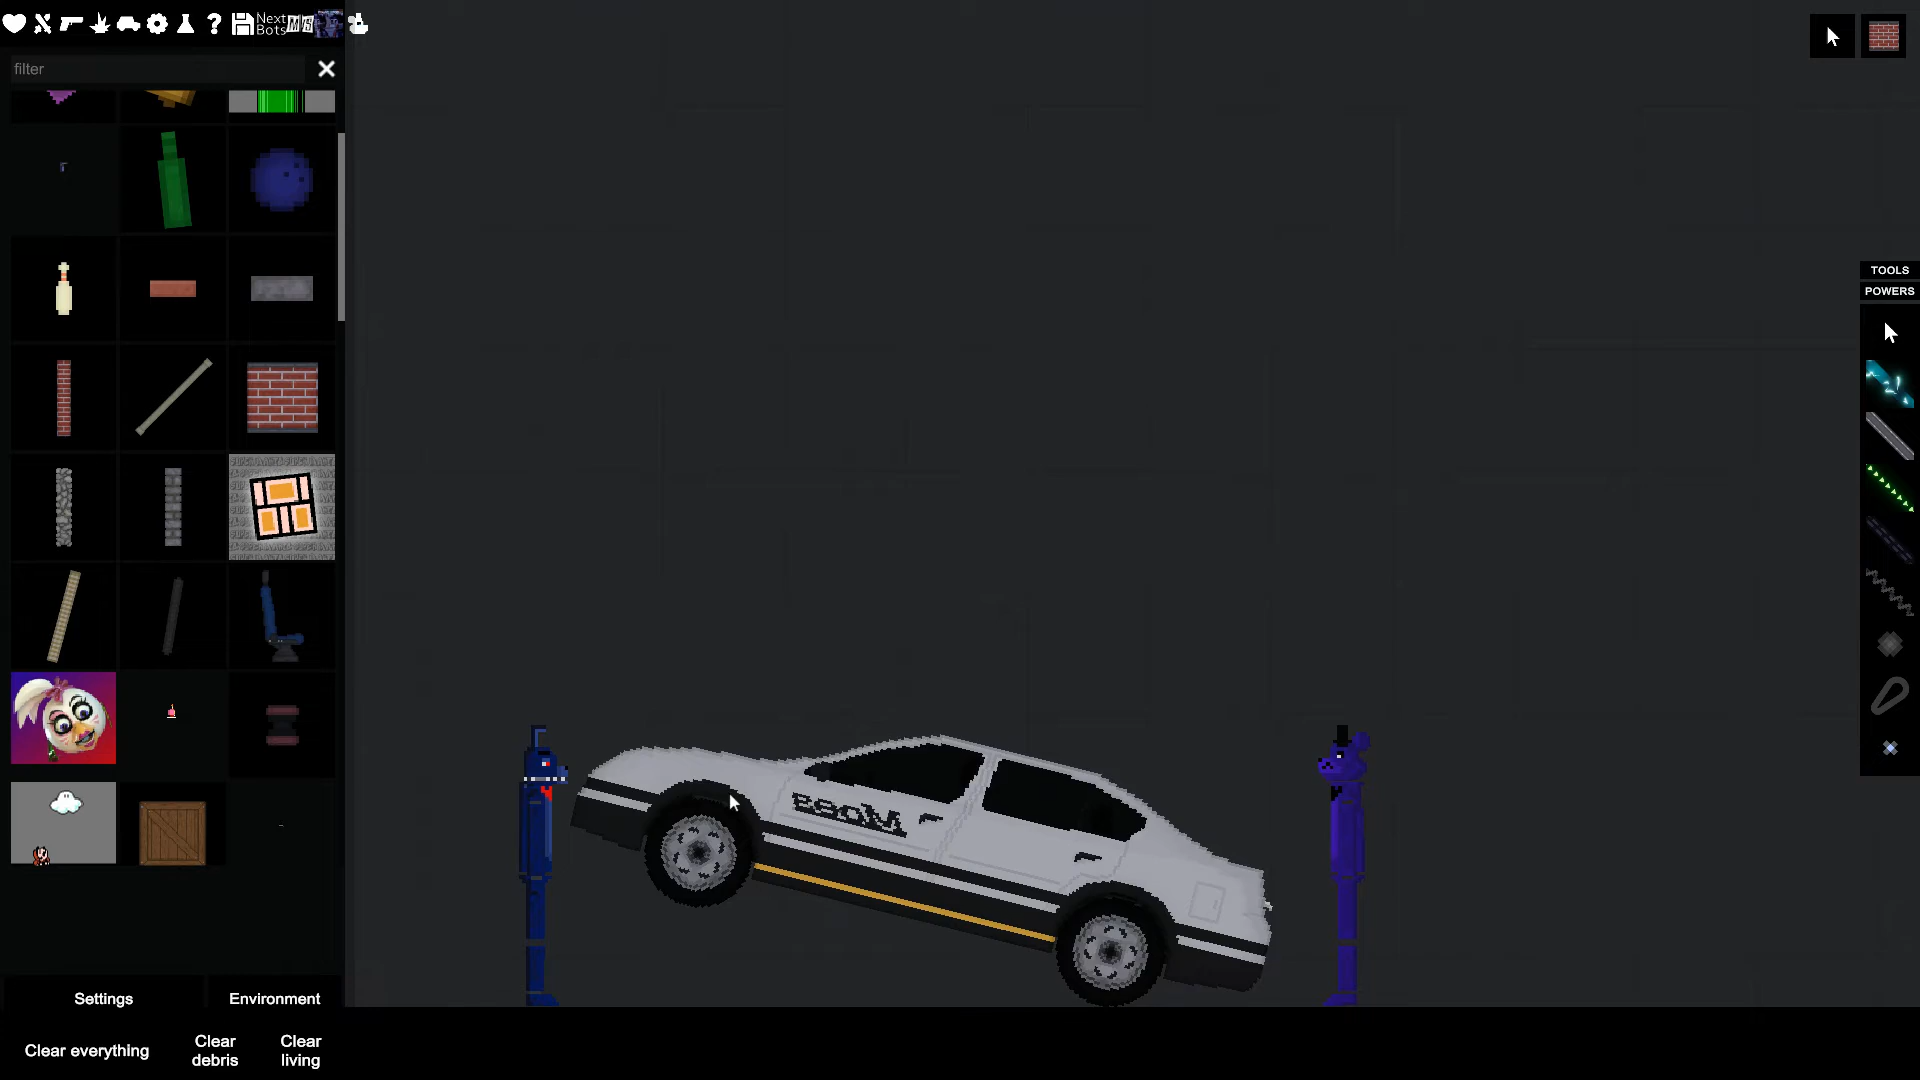 Next
Bots
filter
TOOLS
POWERS
Settings
Environment
Clear everything
Clear
debris
Clear
living